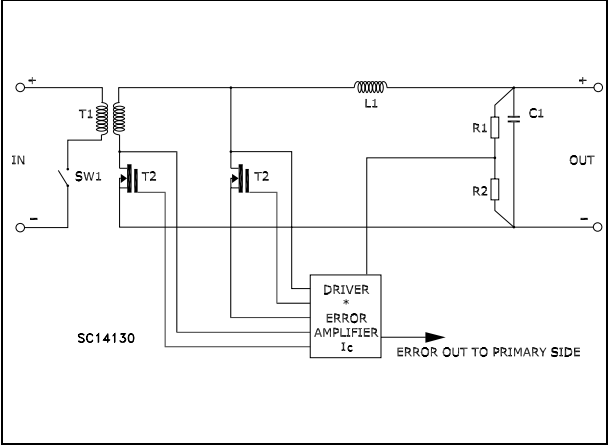 +
+
T1
L1
R1
C1
IN
SW1
T2
T2
R2
OUT
–
–
DRIVER
*
ERROR
AMPLIFIER
Ic
SC14130
ERROR OUT TO PRIMARY SIDE